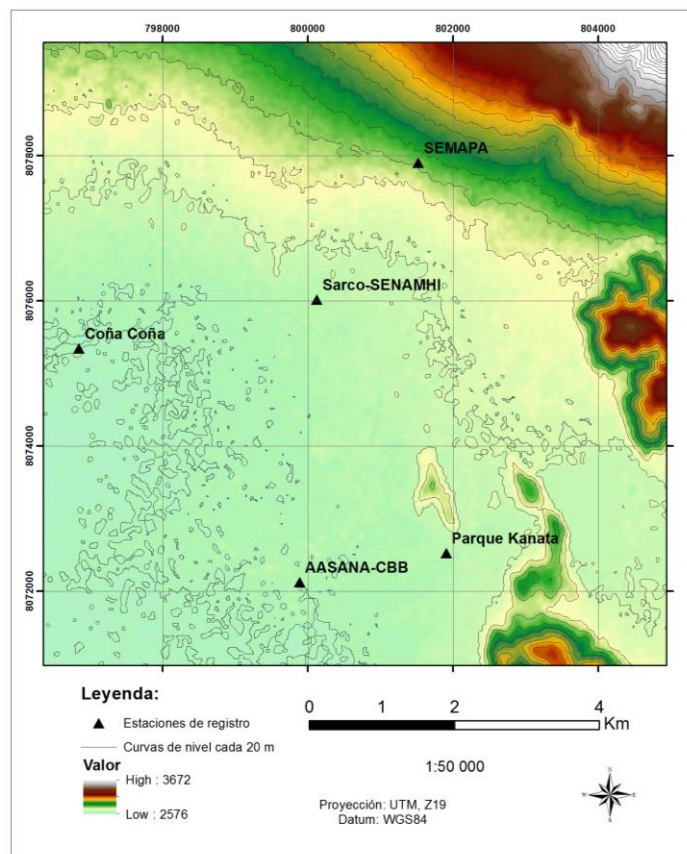 798000 800000 802000 804000
8078000
8076000
8074000
8072000
SEMAPA
Sarco-SENAMHI
Coña Coña
Parque Kanata
AASANA-CBB
Leyenda:
Estaciones de registro
Curvas de nivel cada 20 m
Valor
High : 3672
Low : 2576
0 2 4
Km
1:50 000
Proyección: UTM, Z19
Datum: WGS84
N
W E
S